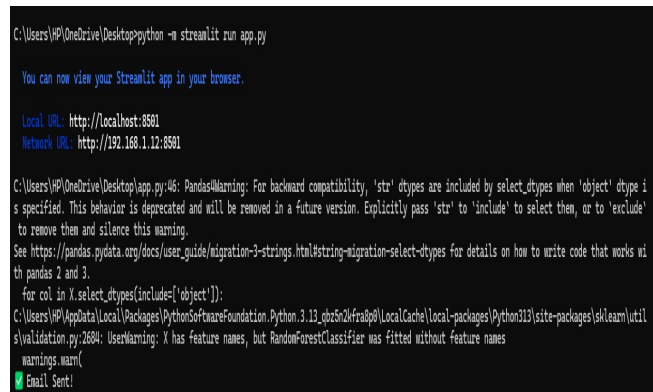 C:\Users\HP\OneDrive\Desktop>python -m streamlit run app.py
You can now view your Streamlit app in your browser.
Local URL: http://localhost:8501
Network URL: http://192.168.1.12:8501
C:\Users\HP\OneDrive\Desktop\app.py:46: Pandas4Warning: For backward compatibility, 'str' dtypes are included by select_dtypes when 'object' dtype i
s specified. This behavior is deprecated and will be removed in a future version. Explicitly pass 'str' to `include` to select them, or to `exclude`
to remove them and silence this warning.
See https://pandas.pydata.org/docs/user_guide/migration-3-strings.html#string-migration-select-dtypes for details on how to write code that works wi
th pandas 2 and 3.
for col in X.select_dtypes(include=['object']):
C:\Users\HP\AppData\Local\Packages\PythonSoftwareFoundation.Python.3.13_qbz5n2kfra8p0\LocalCache\local-packages\Python313\site-packages\sklearn\util
s\validation.py:2684: UserWarning: X has feature names, but RandomForestClassifier was fitted without feature names
warnings.warn(
✅ Email Sent!